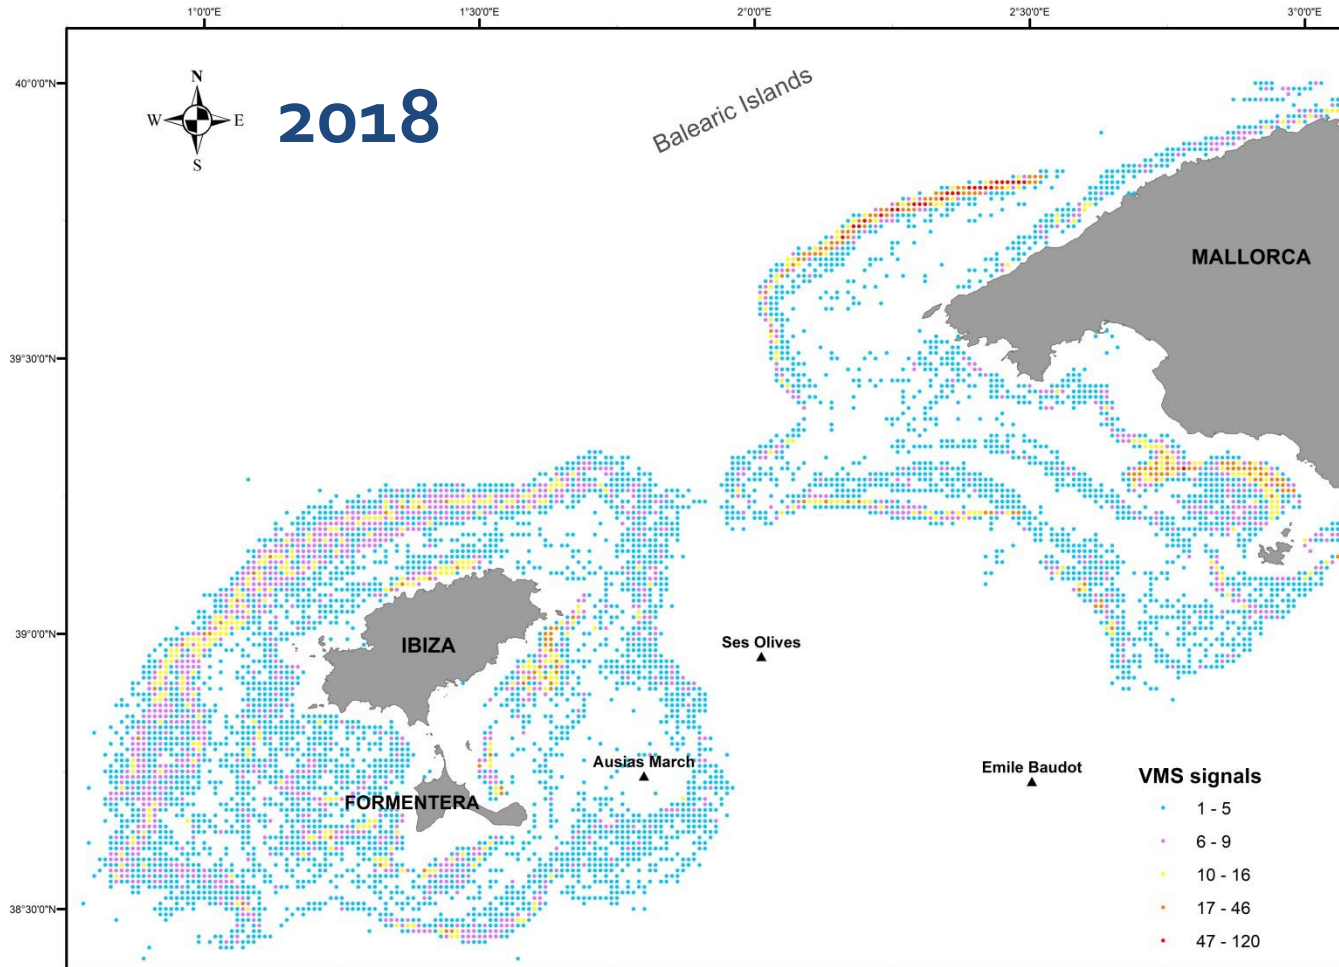 1°0'0"E
1°30'0"E
2°0'0"E
2°30'0"E
3°0'0"E
40°0'0"N
39°30'0"N
39°0'0"N
38°30'0"N
N
W E
S
2018
Balearic Islands
MALLORCA
IBIZA
Ses Olives
Ausias March
Emile Baudot
FORMENTERA
VMS signals
1 - 5
6 - 9
10 - 16
17 - 46
47 - 120